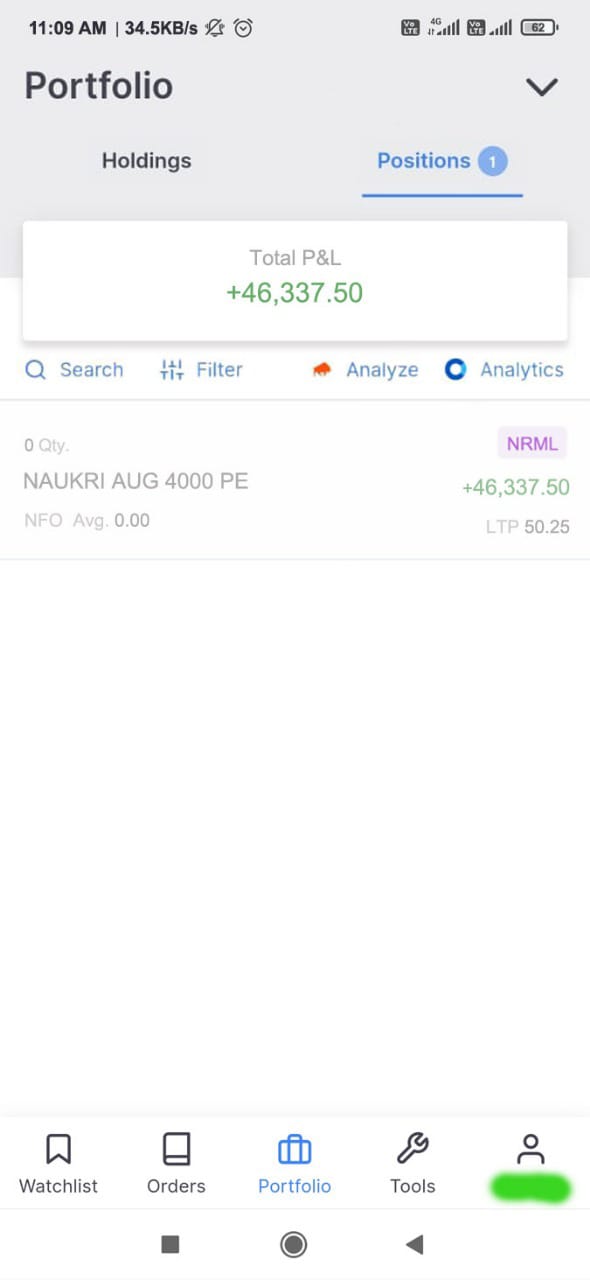 11:09 AM | 34.5KB/s Vo LTE 4G Vo LTE 62
Portfolio
Holdings Positions 1
Total P&L
+46,337.50
Search Filter Analyze Analytics
0 Qty. NRML
NAUKRI AUG 4000 PE +46,337.50
NFO Avg. 0.00 LTP 50.25
Watchlist Orders Portfolio Tools